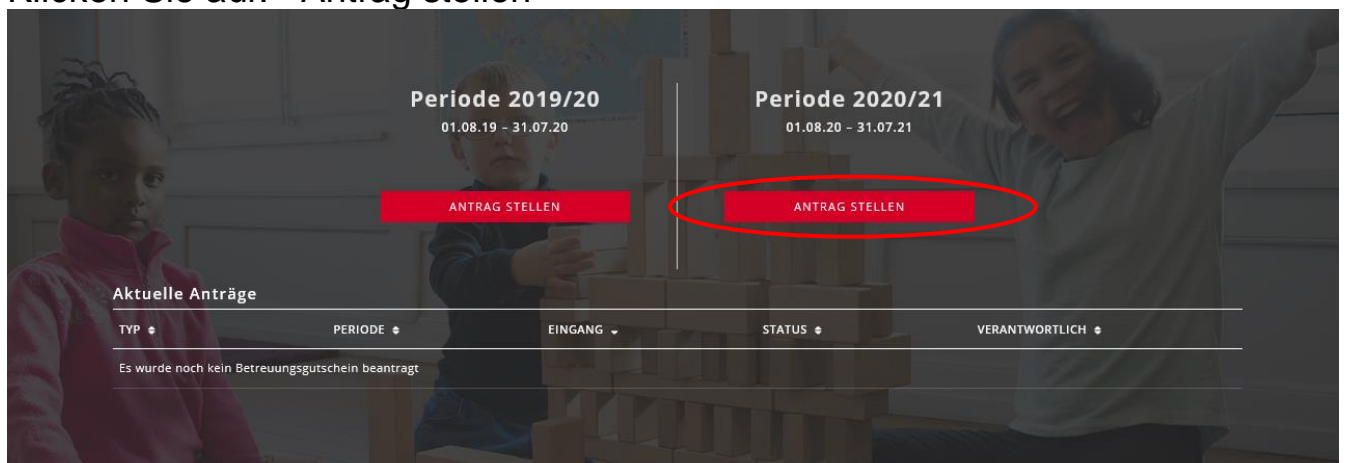 Klicken Sie auf: "Antrag stellen"
Periode 2019/20
01.08.19 – 31.07.20
ANTRAG STELLEN
Periode 2020/21
01.08.20 – 31.07.21
ANTRAG STELLEN
Aktuelle Anträge
TYP PERIODE EINGANG STATUS VERANTWORTLICH
Es wurde noch kein Betreuungsgutschein beantragt